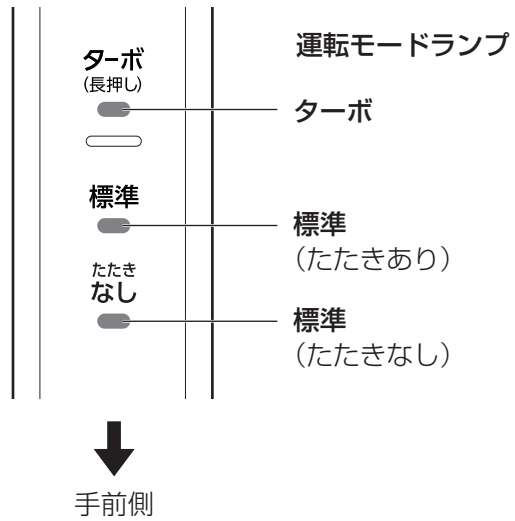 運転モードランプ
ターボ
(長押し)
ターボ
標準
標準
(たたきあり)
たたき
なし
標準
(たたきなし)
手前側